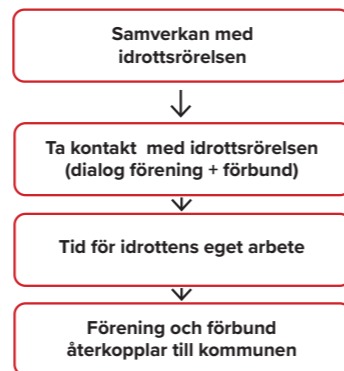 Samverkan med
idrottsrörelsen
Ta kontakt med idrottsrörelsen
(dialog förening + förbund)
Tid för idrottens eget arbete
Förening och förbund
återkopplar till kommunen